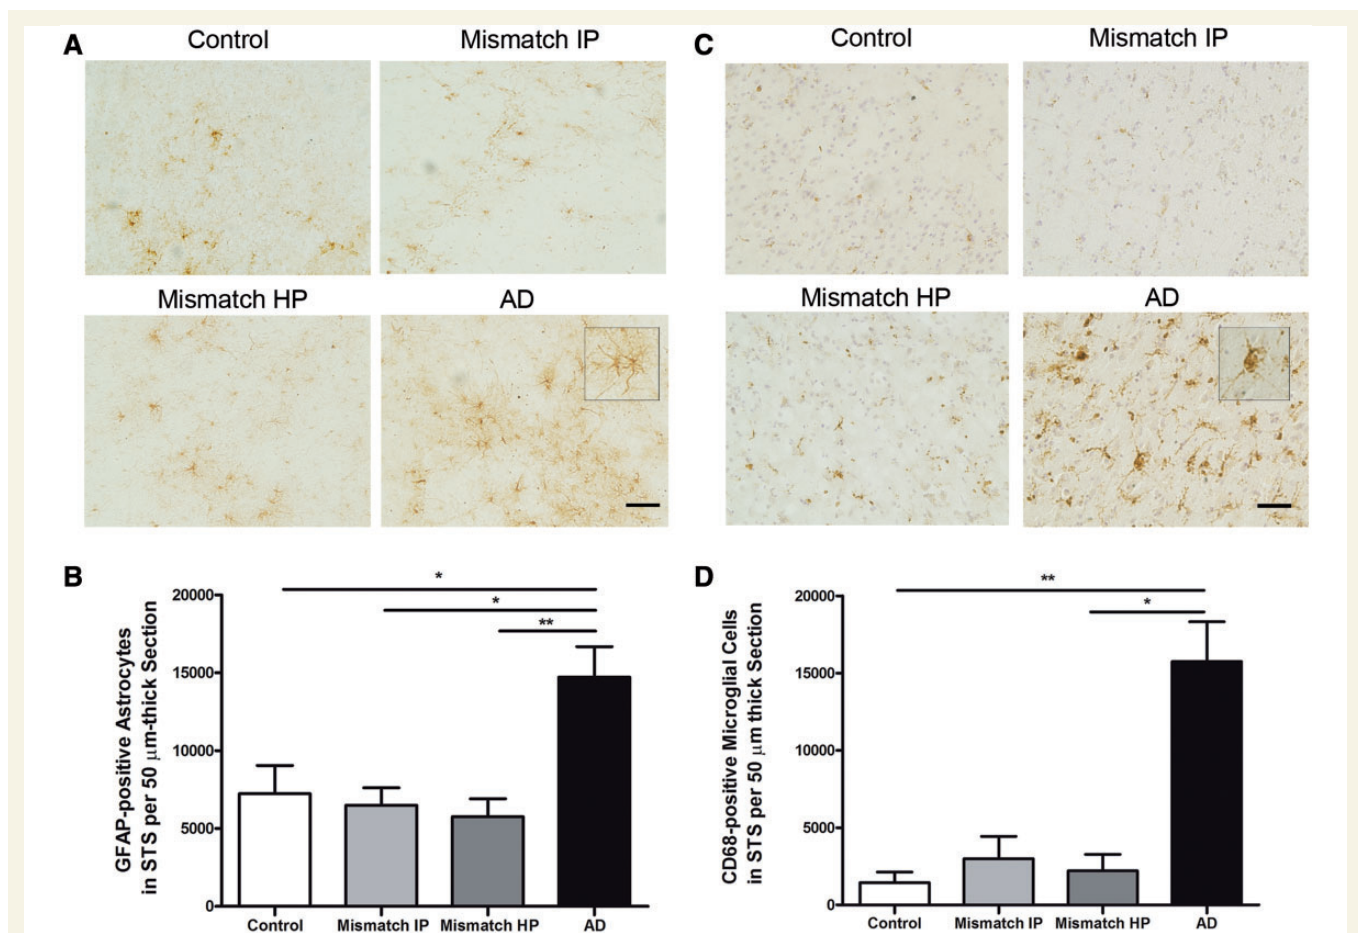 A
Control
Mismatch IP
Mismatch HP
AD
B
*
*
**
20000
15000
10000
5000
0
GFAP-positive Astrocytes
in STS per 50 μm-thick Section
Control
Mismatch IP
Mismatch HP
AD
C
Control
Mismatch IP
Mismatch HP
AD
D
**
*
20000
15000
10000
5000
0
CD68-positive Microglial Cells
in STS per 50 μm thick Section
Control
Mismatch IP
Mismatch HP
AD